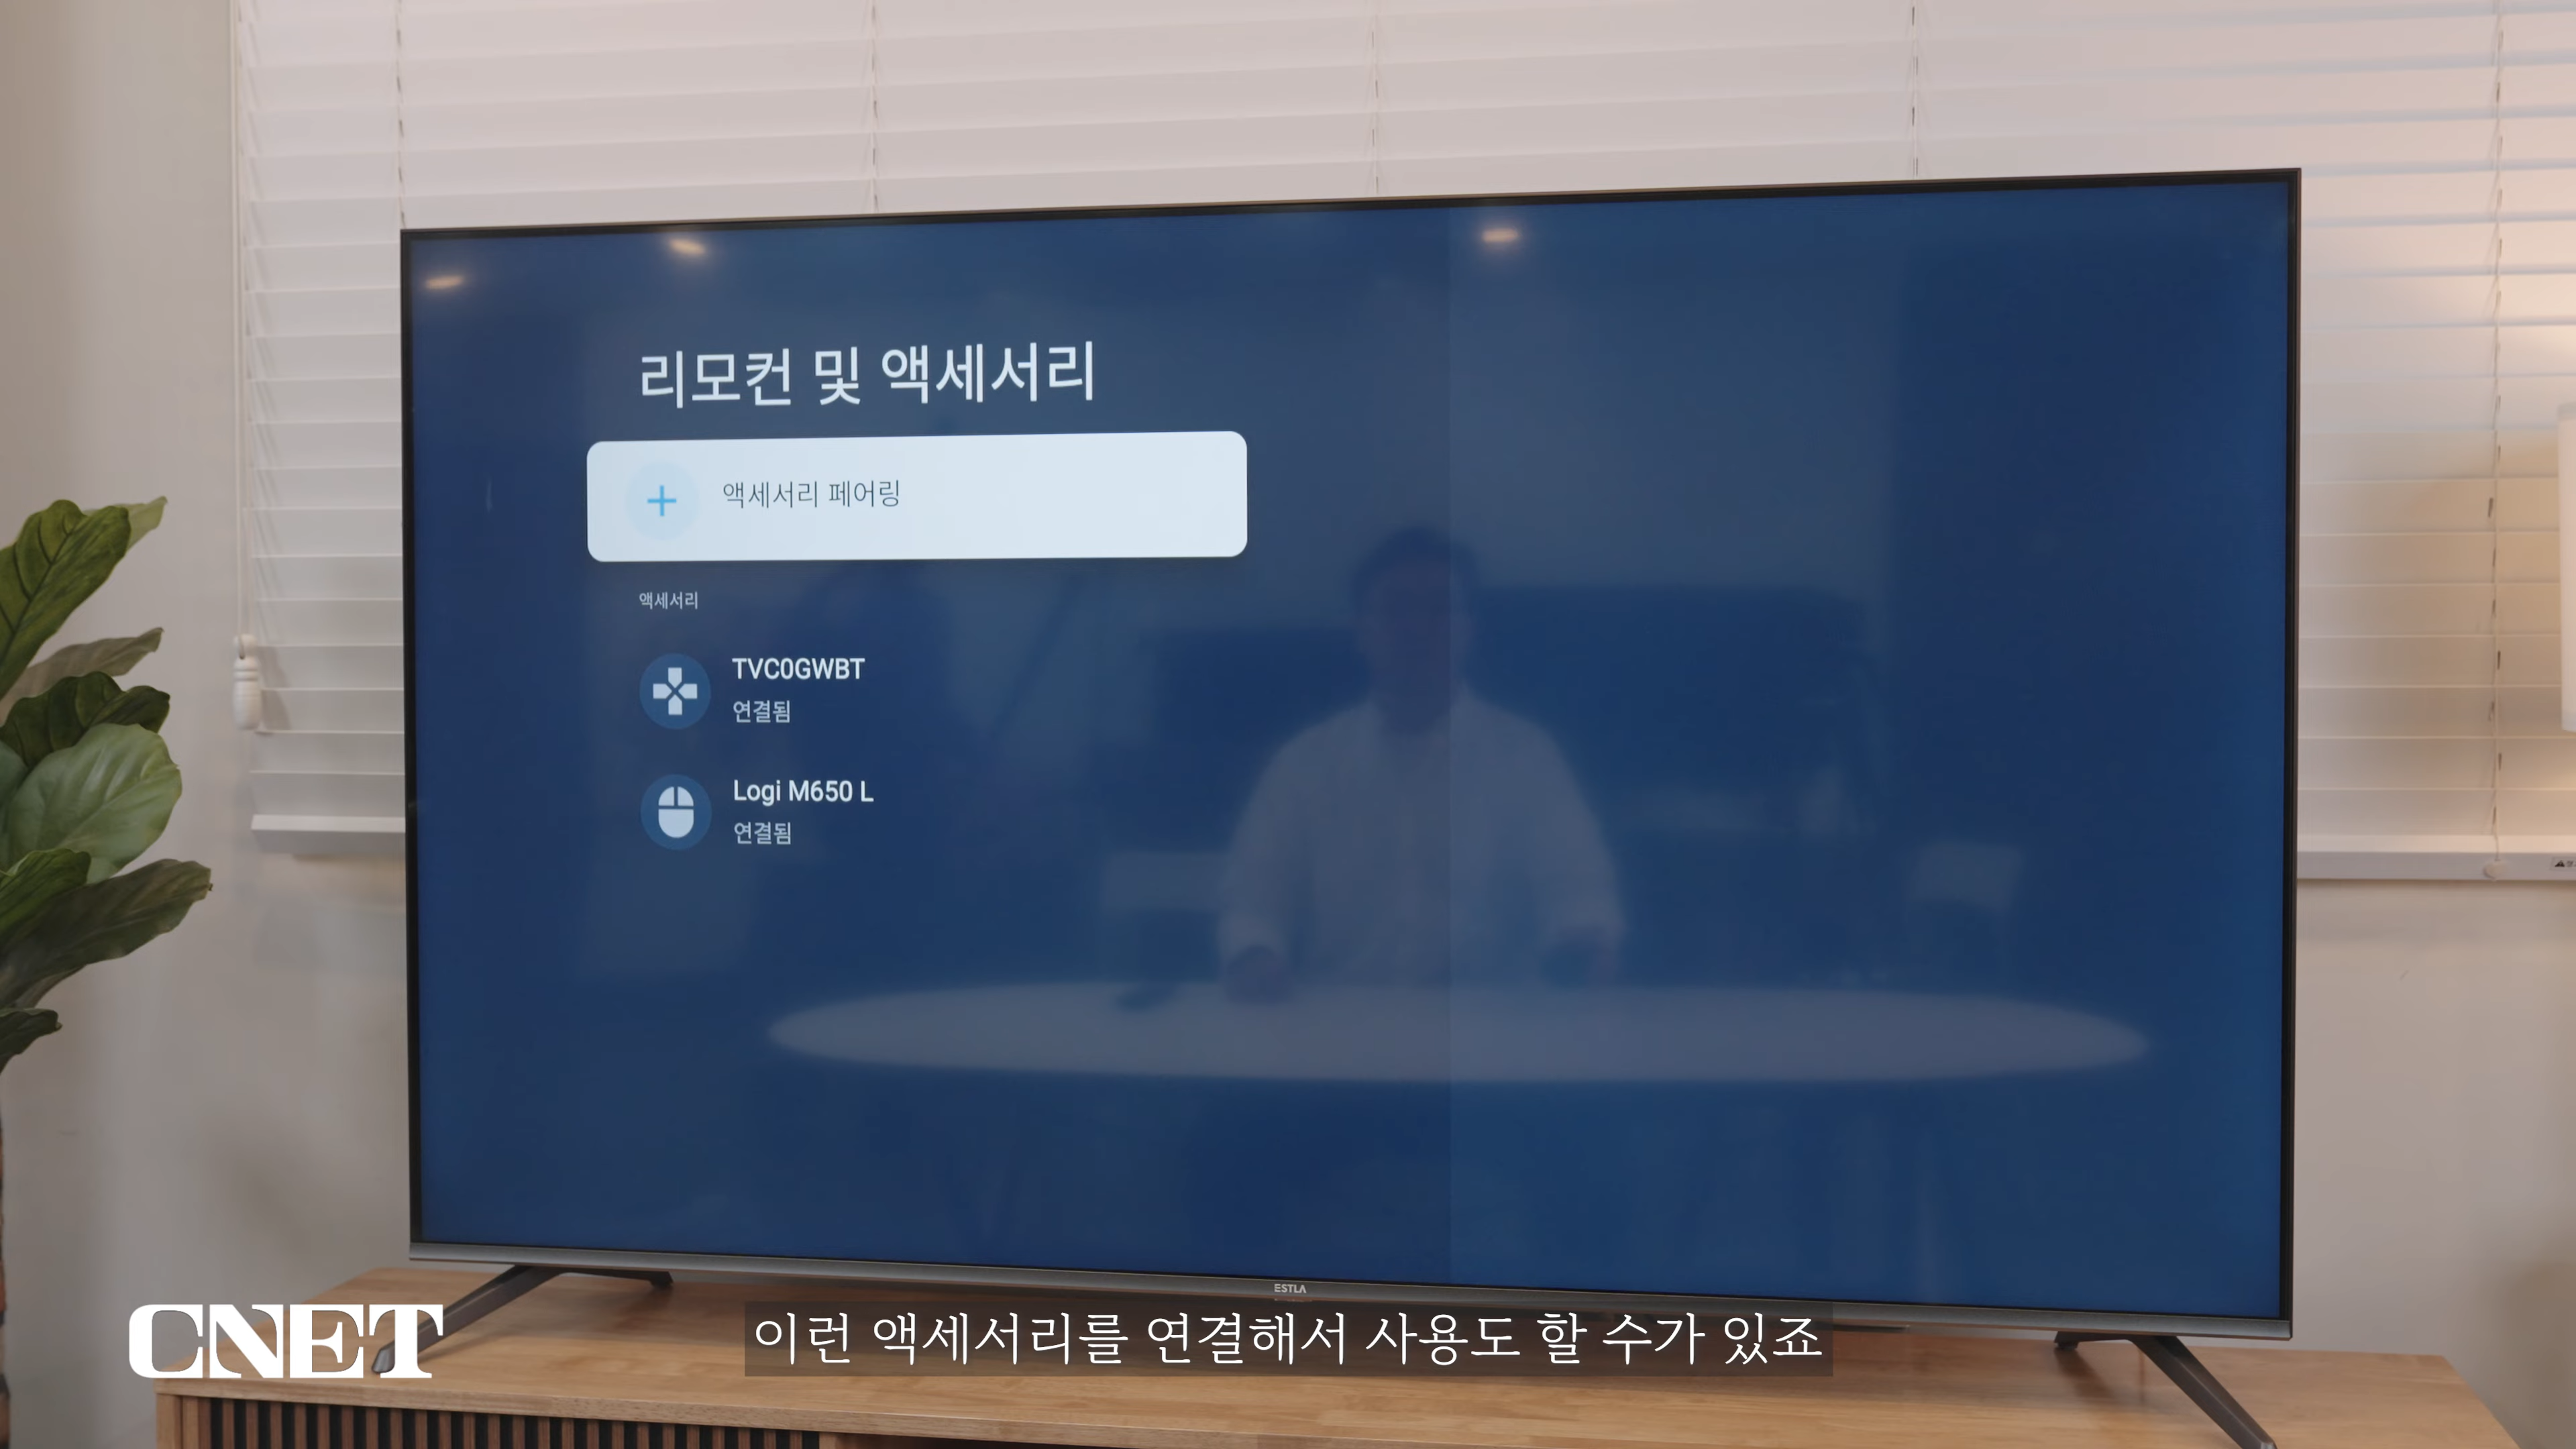 리모컨 및 액세서리
액세서리 페어링
액세서리
TVC0GWBT
연결됨
Logi M650 L
연결됨
ESTLA
CNET
이런 액세서리를 연결해서 사용도 할 수가 있죠